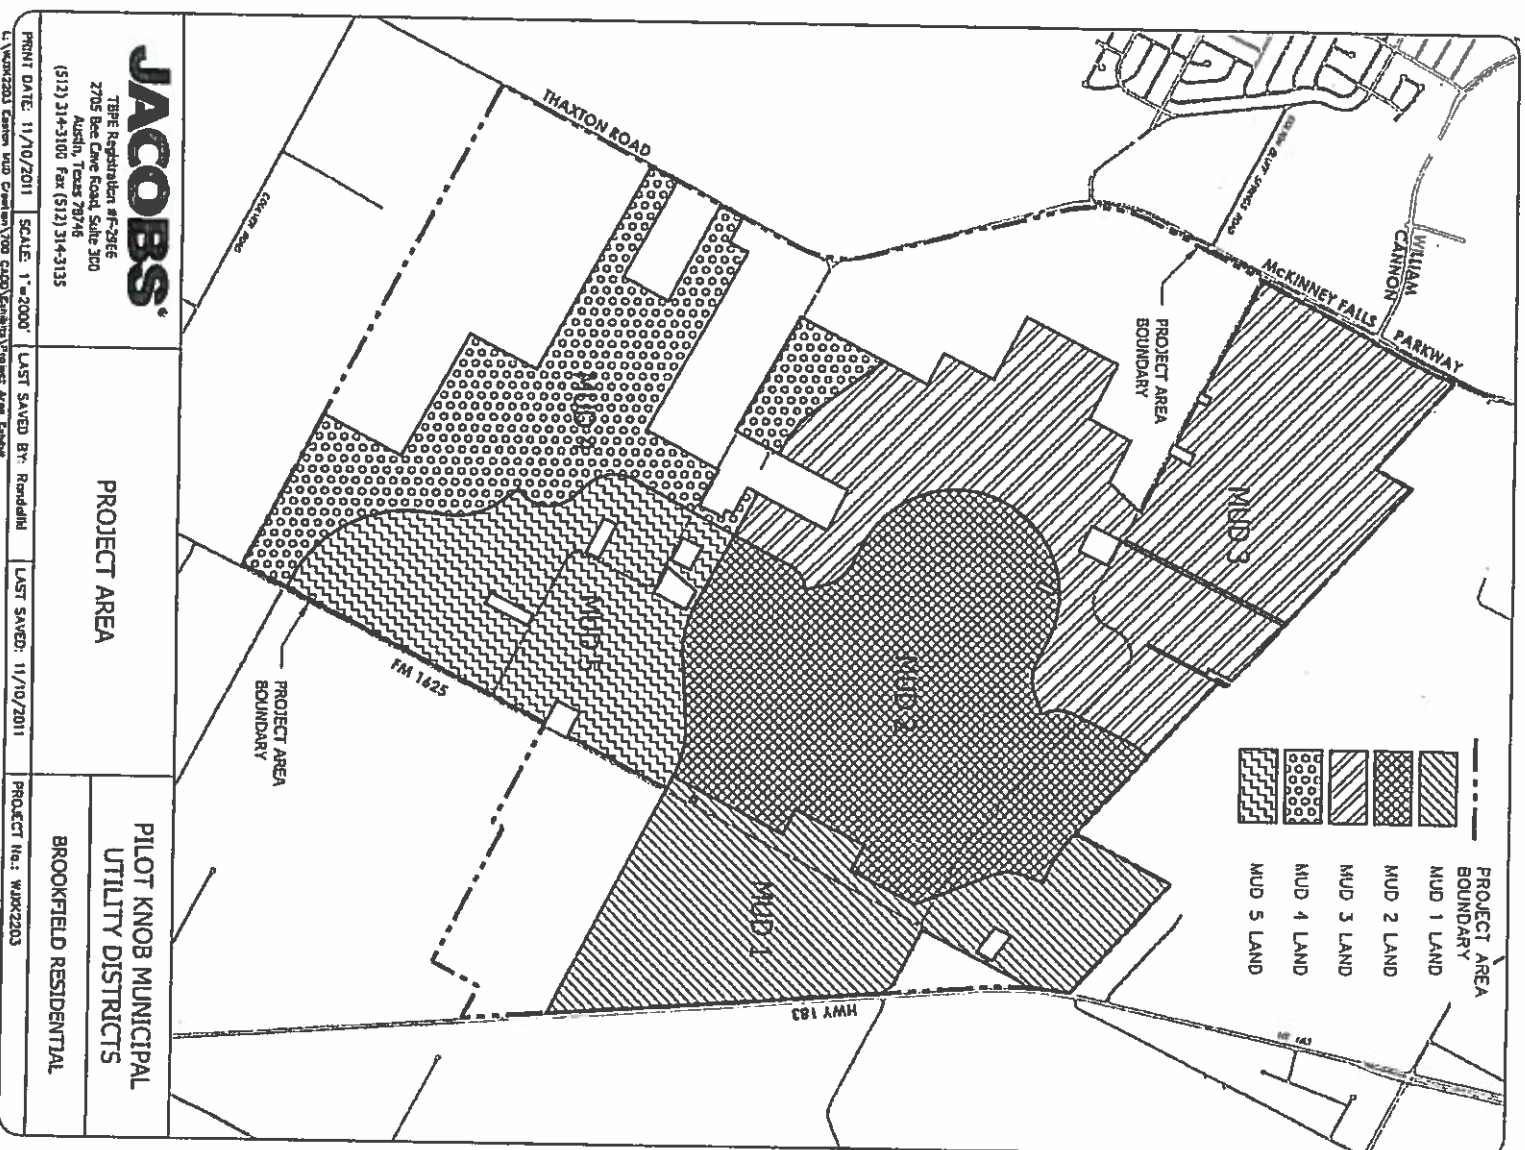 WILLIAM
CANNON
McKINNEY FALLS
PARKWAY
THAXTON ROAD
PROJECT AREA
BOUNDARY
MUD 3
MUD 4
MUD 2
MUD 5
MUD 1
FM 1625
HWY 183
PROJECT AREA
BOUNDARY
PROJECT AREA
BOUNDARY
MUD 1 LAND
MUD 2 LAND
MUD 3 LAND
MUD 4 LAND
MUD 5 LAND
JACOBS
TBPE Registration #F-2966
2705 Bee Cave Road, Suite 300
Austin, Texas 78746
(512) 314-3100 Fax (512) 314-3135
PROJECT AREA
PILOT KNOB MUNICIPAL
UTILITY DISTRICTS
BROOKFIELD RESIDENTIAL
PRINT DATE: 11/10/2011
SCALE: 1"=2000'
LAST SAVED BY:
LAST SAVED: 11/10/2011
PROJECT No.: WJXK2203